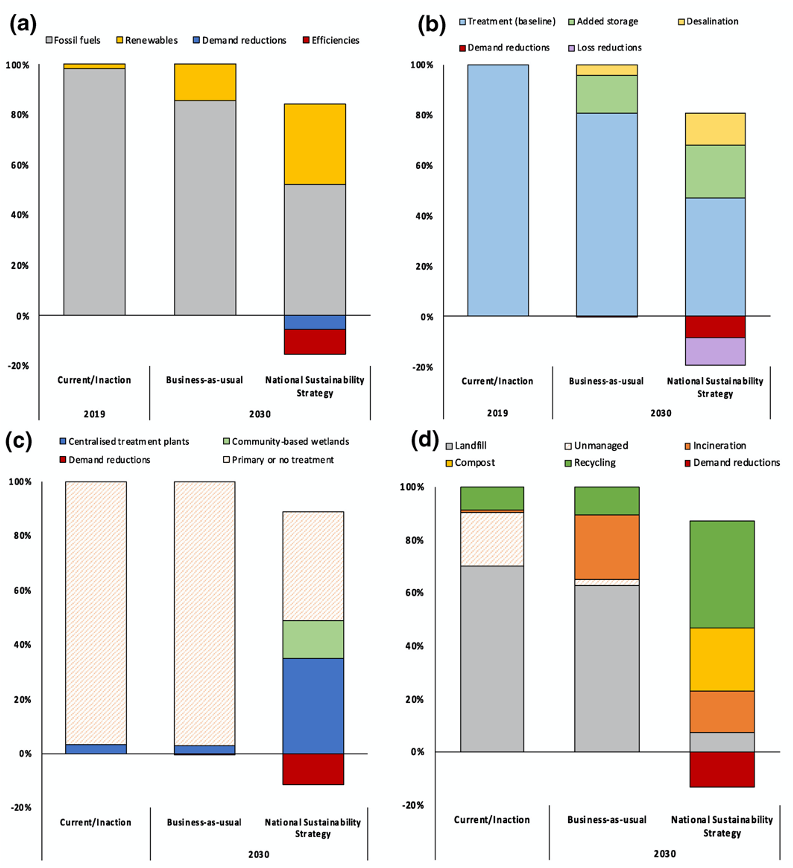 (a)
Fossil fuels Renewables Demand reductions Efficiencies
100%
80%
60%
40%
20%
0%
-20%
Current/Inaction Business-as-usual National Sustainability
Strategy
2019 2030
(b)
Treatment (baseline) Added storage Desalination
Demand reductions Loss reductions
100%
80%
60%
40%
20%
0%
-20%
Current/Inaction Business-as-usual National Sustainability
Strategy
2019 2030
(c)
Centralised treatment plants Community-based wetlands
Demand reductions Primary or no treatment
100%
80%
60%
40%
20%
0%
-20%
Current/Inaction Business-as-usual National Sustainability
Strategy
2030
(d)
Landfill Unmanaged Incineration
Compost Recycling Demand reductions
100%
80%
60%
40%
20%
0%
-20%
Current/Inaction Business-as-usual National Sustainability
Strategy
2030